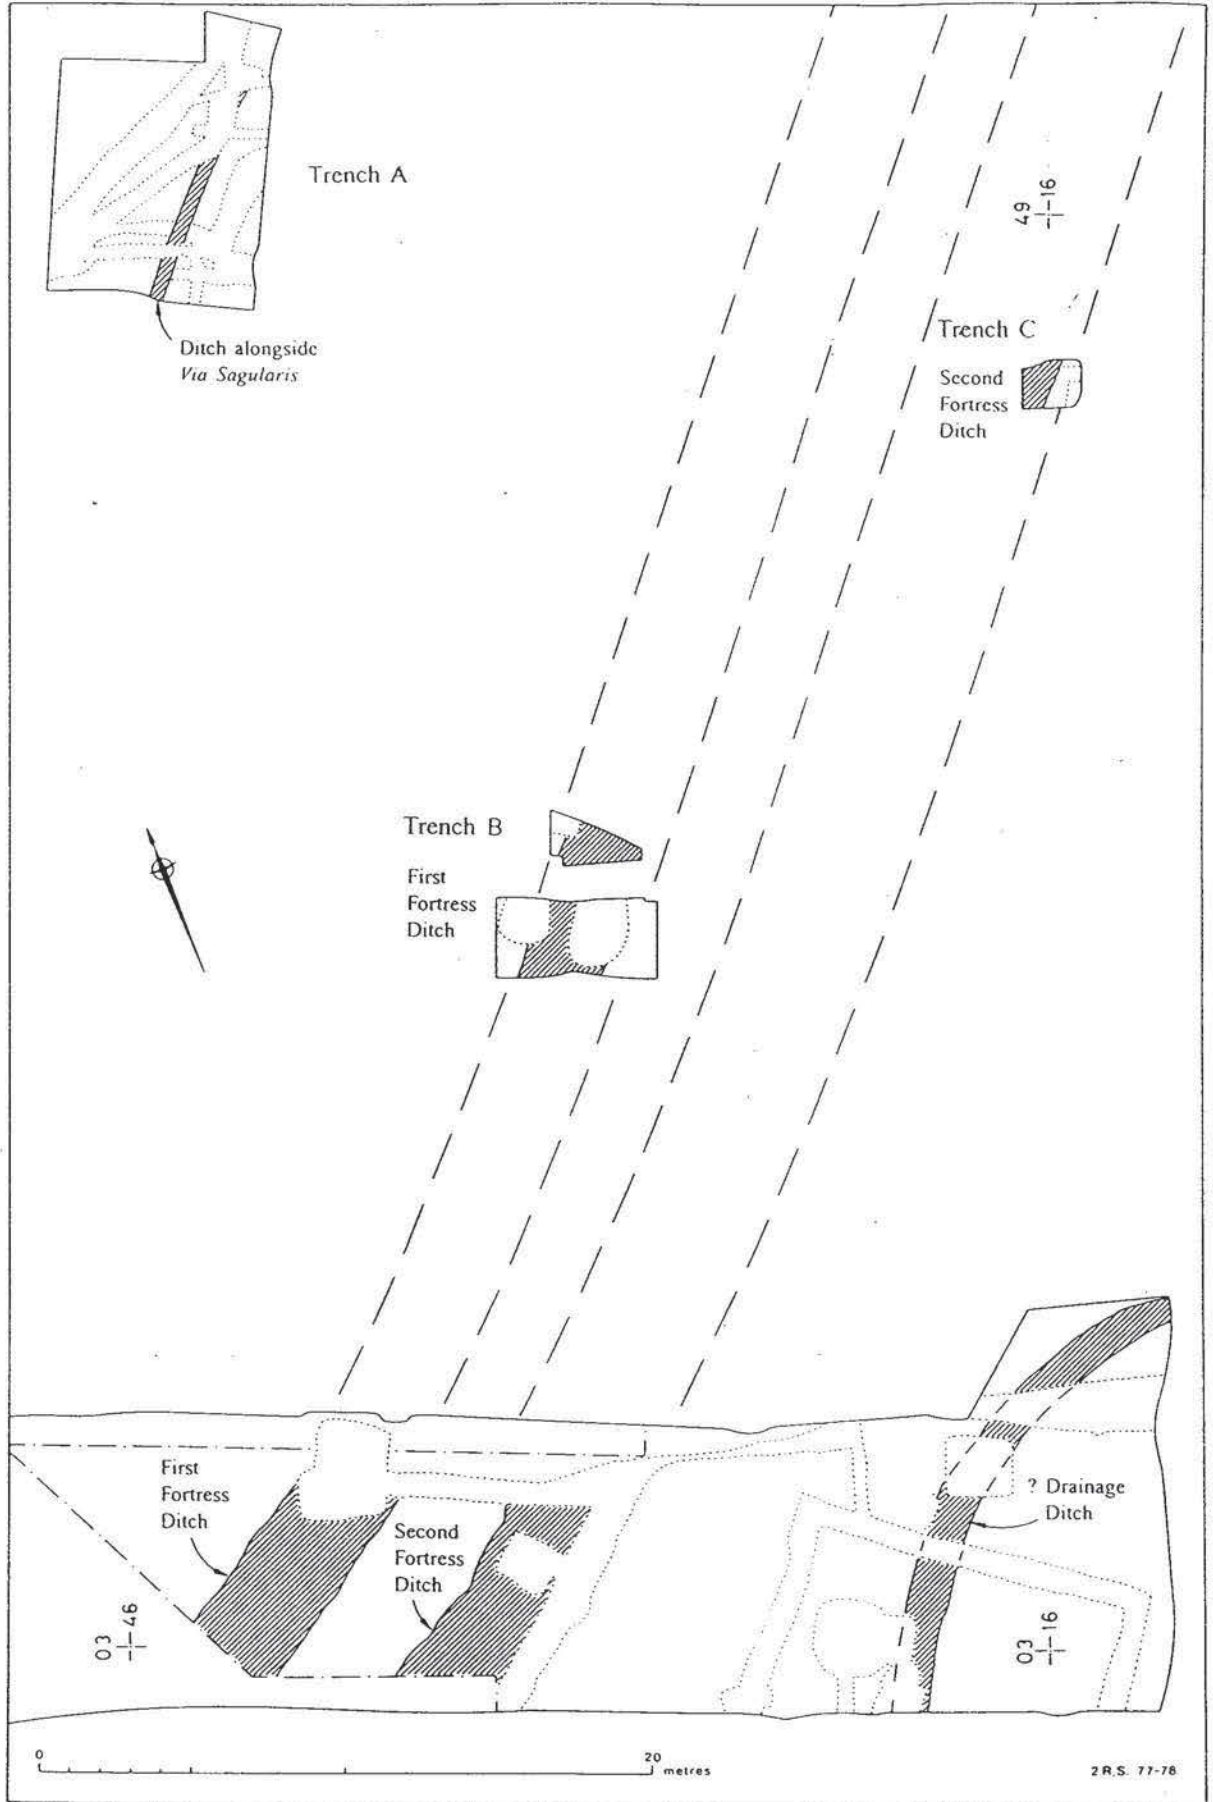 Trench A
Ditch alongside
Via Sagularis
49
16
Trench C
Second
Fortress
Ditch
Trench B
First
Fortress
Ditch
First
Fortress
Ditch
Second
Fortress
Ditch
? Drainage
Ditch
03
46
03
16
0
20
metres
2 R.S. 77-78